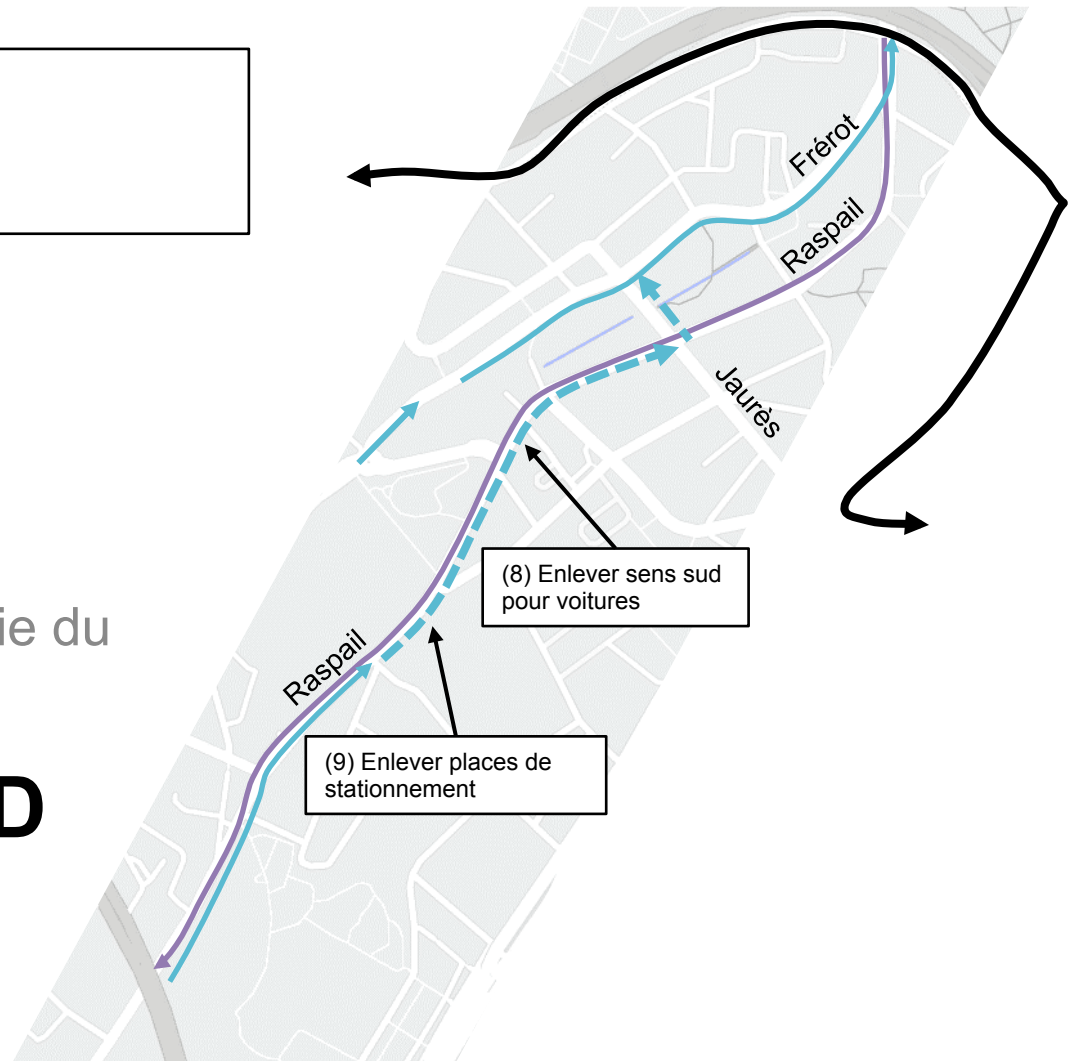 Frérot
Raspail
Jaurès
(8) Enlever sens sud
pour voitures
ie du
Raspail
(9) Enlever places de
stationnement
D